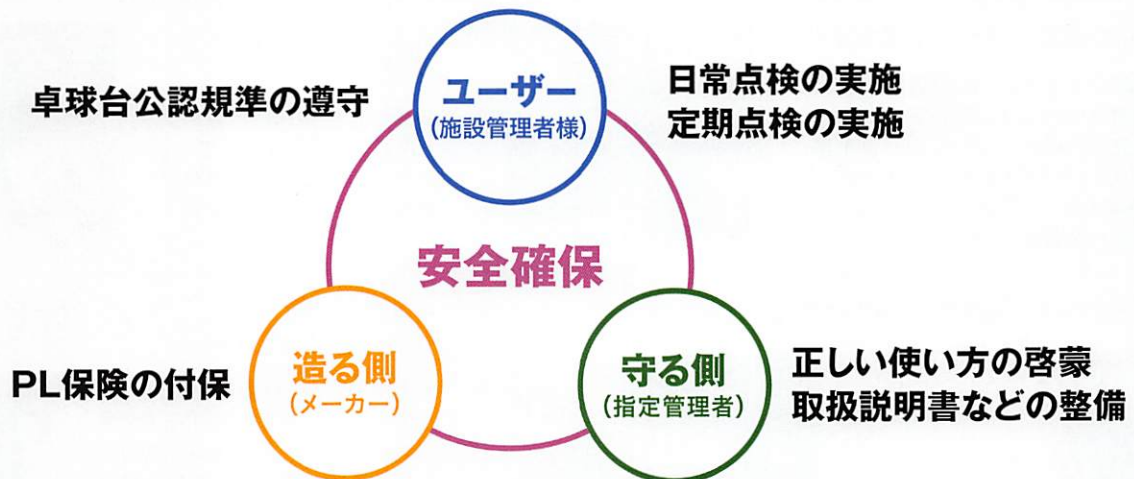 卓球台公認規準の遵守
ユーザー
(施設管理者様)
日常点検の実施
定期点検の実施
安全確保
PL保険の付保
造る側
(メーカー)
守る側
(指定管理者)
正しい使い方の啓蒙
取扱説明書などの整備